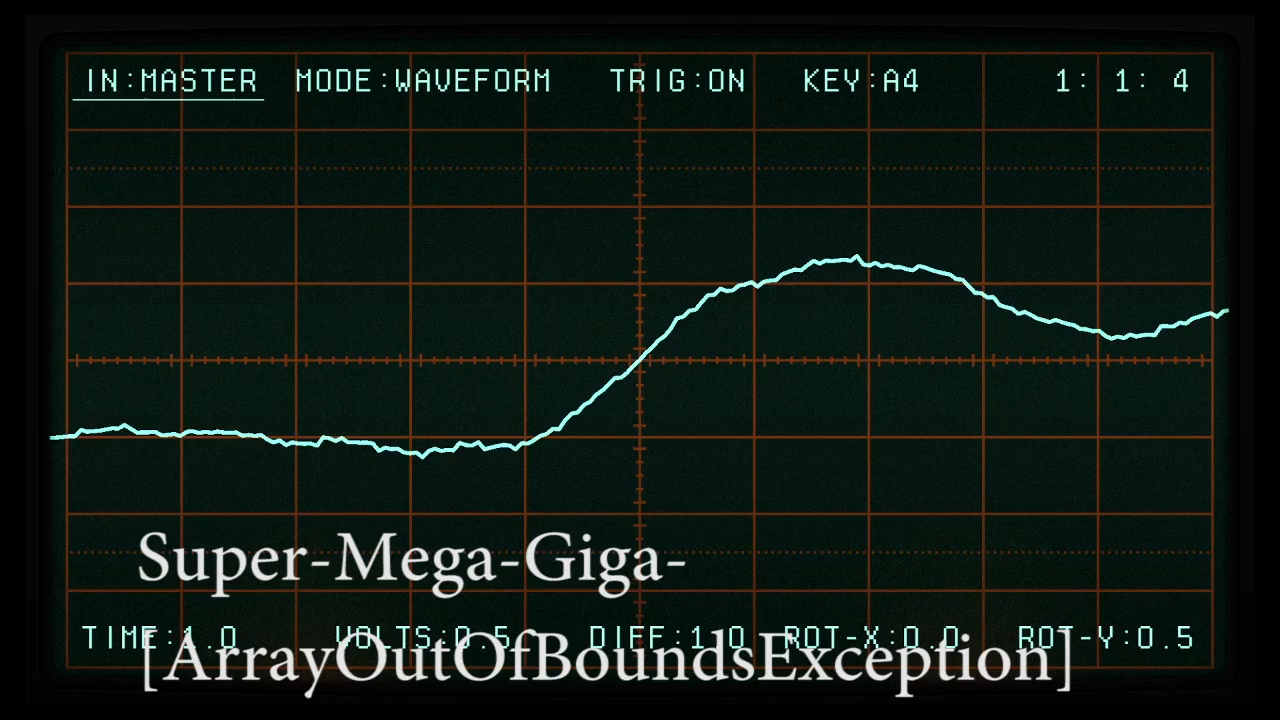 IN:MASTER MODE:WAVEFORM TRIG:ON KEY:A4 1: 1: 4
Super-Mega-Giga-
TIME:1.0 VOLTS:0.5 DIFF:1.0 ROT-X:0.0 ROT-Y:0.5
[ArrayOutOfBoundsException]